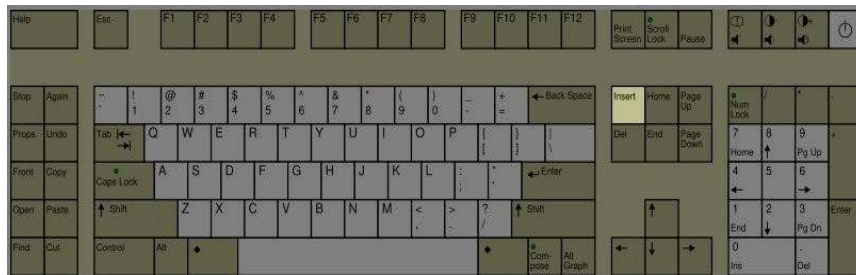 Help Esc F1 F2 F3 F4 F5 F6 F7 F8 F9 F10 F11 F12 Print Screen Scroll Lock Pause
Stop Again ~ ` ! 1 @ 2 # 3 $ 4 % 5 ^ 6 & 7 * 8 ( 9 ) 0 _ - + = Back Space Insert Home Page Up Num Lock / * -
Props Undo Tab Q W E R T Y U I O P { [ } ] | \ Del End Page Down 7 Home 8 9 Pg Up +
Front Copy Caps Lock A S D F G H J K L : ; " ' Enter 4 5 6
Open Paste Shift Z X C V B N M < , > . ? / Shift 1 End 2 3 Pg Dn Enter
Find Cut Control Alt Compose Alt Graph 0 Ins . Del